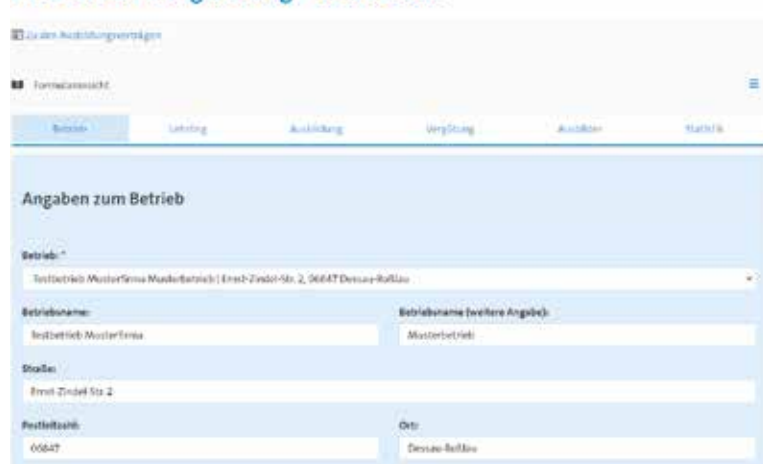 Zu den Ausbildungsverträgen
Formularansicht
Betrieb Lehrling Ausbildung Vergütung Ausbilder Statistik
Angaben zum Betrieb
Betrieb: *
Testbetrieb Musterfirma Musterbetrieb | Ernst-Zindel-Str. 2, 06847 Dessau-Roßlau
Betriebsname: Betriebsname (weitere Angabe):
Testbetrieb Musterfirma Musterbetrieb
Straße:
Ernst-Zindel-Str. 2
Postleitzahl: Ort:
06847 Dessau-Roßlau